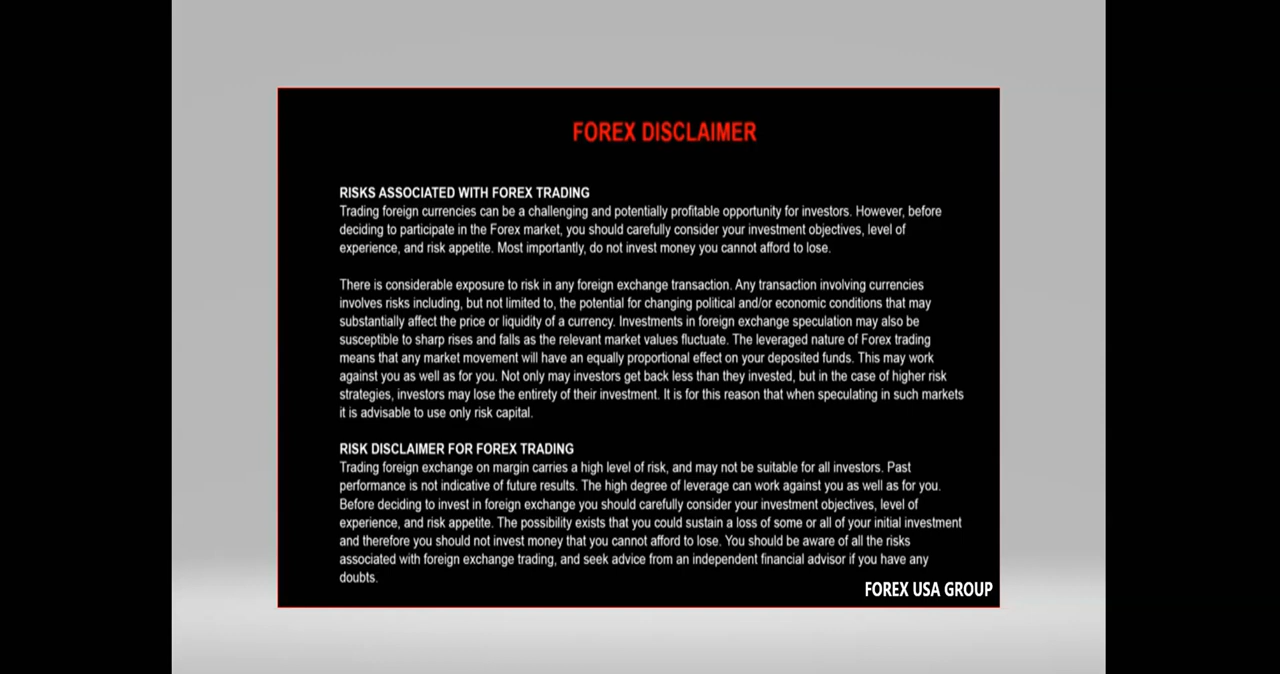 FOREX DISCLAIMER
RISKS ASSOCIATED WITH FOREX TRADING
Trading foreign currencies can be a challenging and potentially profitable opportunity for investors. However, before
deciding to participate in the Forex market, you should carefully consider your investment objectives, level of
experience, and risk appetite. Most importantly, do not invest money you cannot afford to lose.
There is considerable exposure to risk in any foreign exchange transaction. Any transaction involving currencies
involves risks including, but not limited to, the potential for changing political and/or economic conditions that may
substantially affect the price or liquidity of a currency. Investments in foreign exchange speculation may also be
susceptible to sharp rises and falls as the relevant market values fluctuate. The leveraged nature of Forex trading
means that any market movement will have an equally proportional effect on your deposited funds. This may work
against you as well as for you. Not only may investors get back less than they invested, but in the case of higher risk
strategies, investors may lose the entirety of their investment. It is for this reason that when speculating in such markets
it is advisable to use only risk capital.
RISK DISCLAIMER FOR FOREX TRADING
Trading foreign exchange on margin carries a high level of risk, and may not be suitable for all investors. Past
performance is not indicative of future results. The high degree of leverage can work against you as well as for you.
Before deciding to invest in foreign exchange you should carefully consider your investment objectives, level of
experience, and risk appetite. The possibility exists that you could sustain a loss of some or all of your initial investment
and therefore you should not invest money that you cannot afford to lose. You should be aware of all the risks
associated with foreign exchange trading, and seek advice from an independent financial advisor if you have any
doubts.
FOREX USA GROUP